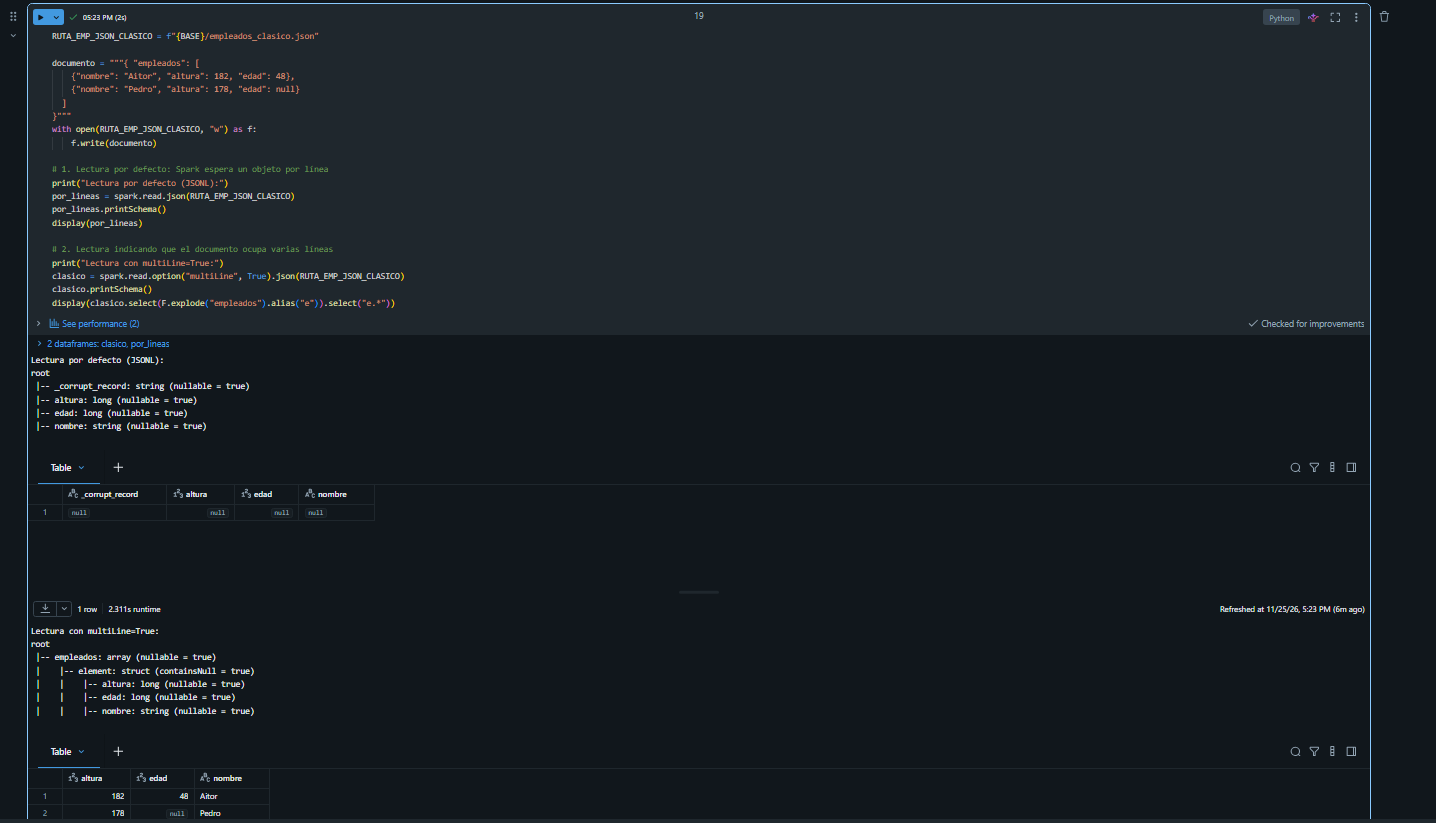 05:23 PM (2s)
19
Python
RUTA_EMP_JSON_CLASICO = f"{BASE}/empleados_clasico.json"
documento = """{ "empleados": [
{"nombre": "Aitor", "altura": 182, "edad": 48},
{"nombre": "Pedro", "altura": 178, "edad": null}
]
}"""
with open(RUTA_EMP_JSON_CLASICO, "w") as f:
f.write(documento)
# 1. Lectura por defecto: Spark espera un objeto por línea
print("Lectura por defecto (JSONL):")
por_lineas = spark.read.json(RUTA_EMP_JSON_CLASICO)
por_lineas.printSchema()
display(por_lineas)
# 2. Lectura indicando que el documento ocupa varias líneas
print("Lectura con multiLine=True:")
clasico = spark.read.option("multiLine", True).json(RUTA_EMP_JSON_CLASICO)
clasico.printSchema()
display(clasico.select(F.explode("empleados").alias("e")).select("e.*"))
See performance (2)
Checked for improvements
2 dataframes: clasico, por_lineas
Lectura por defecto (JSONL):
root
|-- _corrupt_record: string (nullable = true)
|-- altura: long (nullable = true)
|-- edad: long (nullable = true)
|-- nombre: string (nullable = true)
Table
+
_corrupt_record altura edad nombre
1 null null null null
1 row 2.311s runtime
Refreshed at 11/25/26, 5:23 PM (6m ago)
Lectura con multiLine=True:
root
|-- empleados: array (nullable = true)
| |-- element: struct (containsNull = true)
| | |-- altura: long (nullable = true)
| | |-- edad: long (nullable = true)
| | |-- nombre: string (nullable = true)
Table
+
altura edad nombre
1 182 48 Aitor
2 178 null Pedro